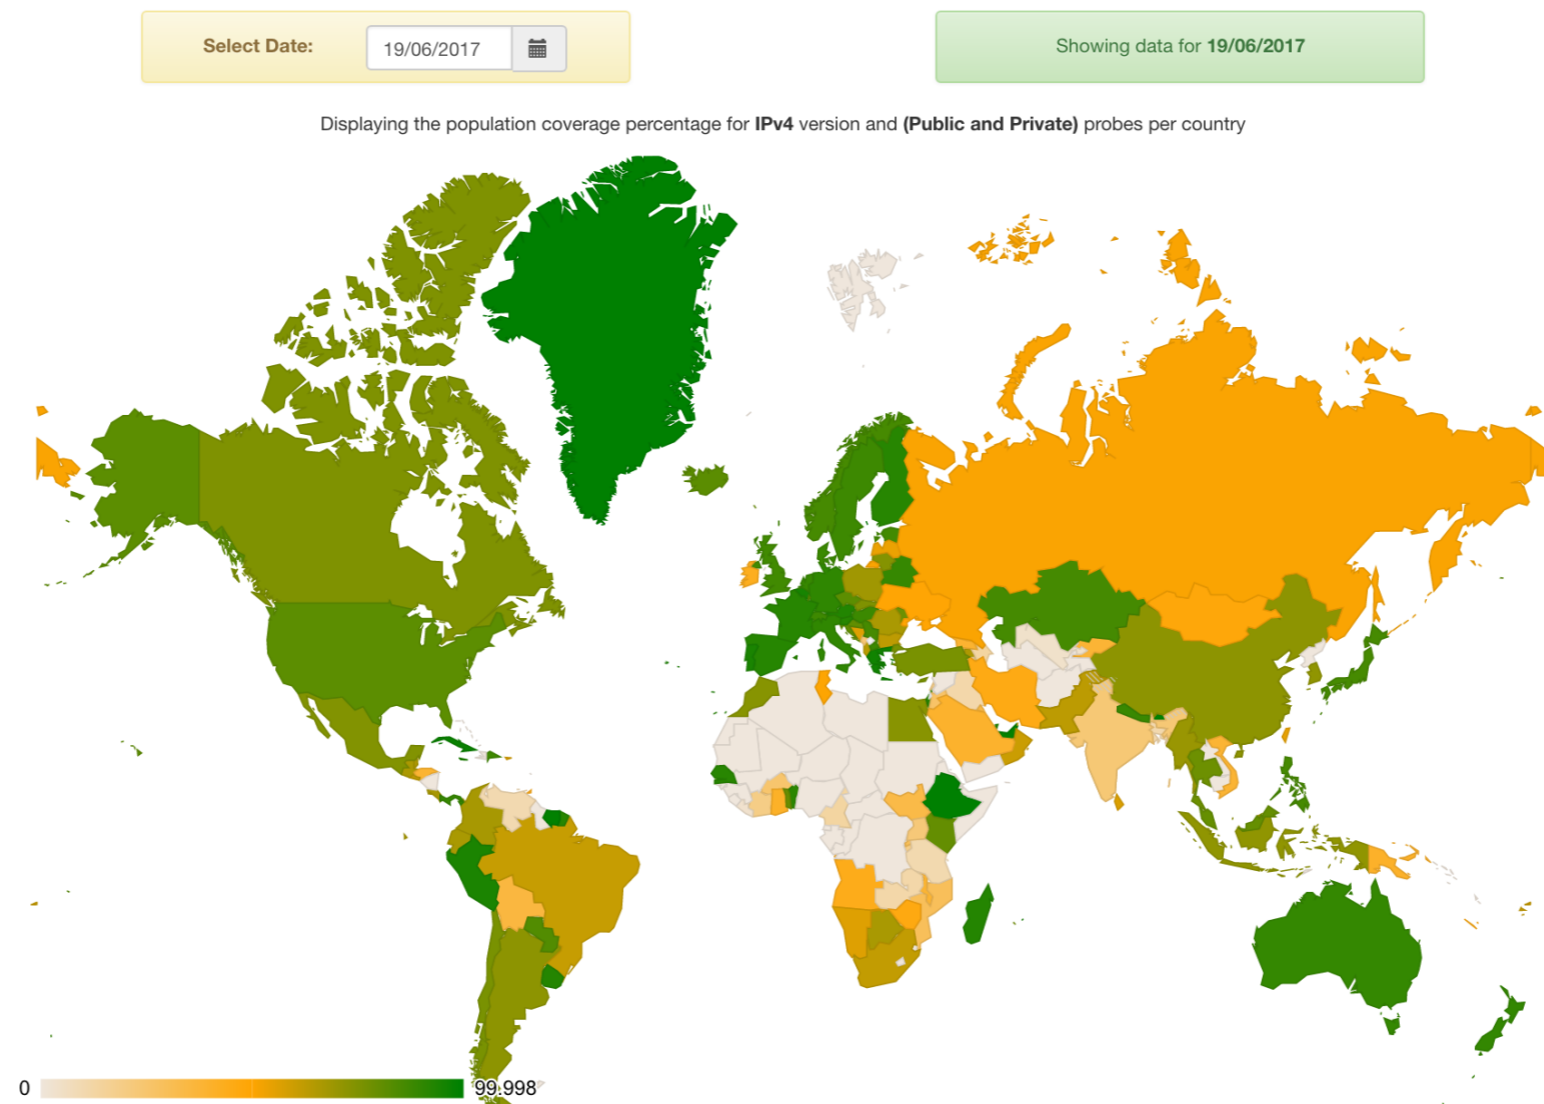 Select Date:
19/06/2017
Showing data for 19/06/2017
Displaying the population coverage percentage for IPv4 version and (Public and Private) probes per country
0
99.998